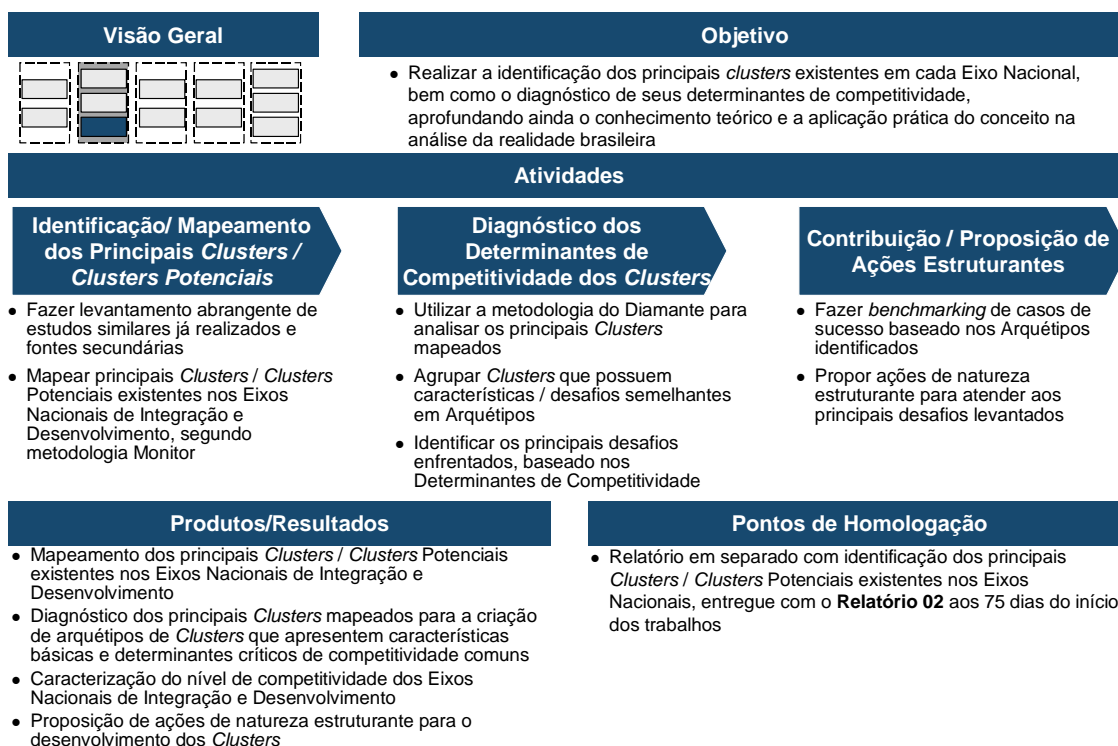 Visão Geral
Objetivo
• Realizar a identificação dos principais clusters existentes em cada Eixo Nacional,
bem como o diagnóstico de seus determinantes de competitividade,
aprofundando ainda o conhecimento teórico e a aplicação prática do conceito na
análise da realidade brasileira
Atividades
Identificação/ Mapeamento
dos Principais Clusters /
Clusters Potenciais
• Fazer levantamento abrangente de
estudos similares já realizados e
fontes secundárias
• Mapear principais Clusters / Clusters
Potenciais existentes nos Eixos
Nacionais de Integração e
Desenvolvimento, segundo
metodologia Monitor
Diagnóstico dos
Determinantes de
Competitividade dos Clusters
• Utilizar a metodologia do Diamante para
analisar os principais Clusters
mapeados
• Agrupar Clusters que possuem
características / desafios semelhantes
em Arquétipos
• Identificar os principais desafios
enfrentados, baseado nos
Determinantes de Competitividade
Contribuição / Proposição de
Ações Estruturantes
• Fazer benchmarking de casos de
sucesso baseado nos Arquétipos
identificados
• Propor ações de natureza
estruturante para atender aos
principais desafios levantados
Produtos/Resultados
• Mapeamento dos principais Clusters / Clusters Potenciais
existentes nos Eixos Nacionais de Integração e
Desenvolvimento
• Diagnóstico dos principais Clusters mapeados para a criação
de arquétipos de Clusters que apresentem características
básicas e determinantes críticos de competitividade comuns
• Caracterização do nível de competitividade dos Eixos
Nacionais de Integração e Desenvolvimento
• Proposição de ações de natureza estruturante para o
desenvolvimento dos Clusters
Pontos de Homologação
• Relatório em separado com identificação dos principais
Clusters / Clusters Potenciais existentes nos Eixos
Nacionais, entregue com o Relatório 02 aos 75 dias do início
dos trabalhos